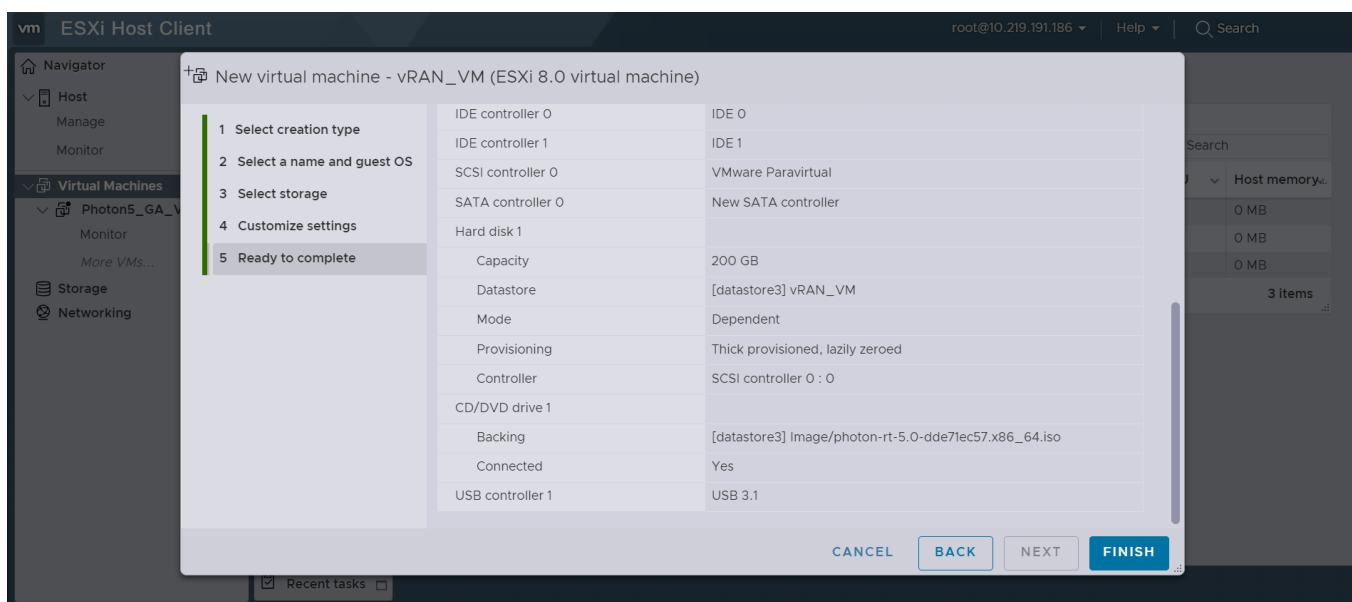 vm ESXi Host Client root@10.219.191.186 Help Search
Navigator
Host
Manage
Monitor
Virtual Machines
Photon5_GA_V
Monitor
More VMs...
Storage
Networking
Search
Host memory
0 MB
0 MB
0 MB
3 items
New virtual machine - vRAN_VM (ESXi 8.0 virtual machine)
1 Select creation type
2 Select a name and guest OS
3 Select storage
4 Customize settings
5 Ready to complete
IDE controller 0 IDE 0
IDE controller 1 IDE 1
SCSI controller 0 VMware Paravirtual
SATA controller 0 New SATA controller
Hard disk 1
Capacity 200 GB
Datastore [datastore3] vRAN_VM
Mode Dependent
Provisioning Thick provisioned, lazily zeroed
Controller SCSI controller 0 : 0
CD/DVD drive 1
Backing [datastore3] Image/photon-rt-5.0-dde71ec57.x86_64.iso
Connected Yes
USB controller 1 USB 3.1
CANCEL BACK NEXT FINISH
Recent tasks